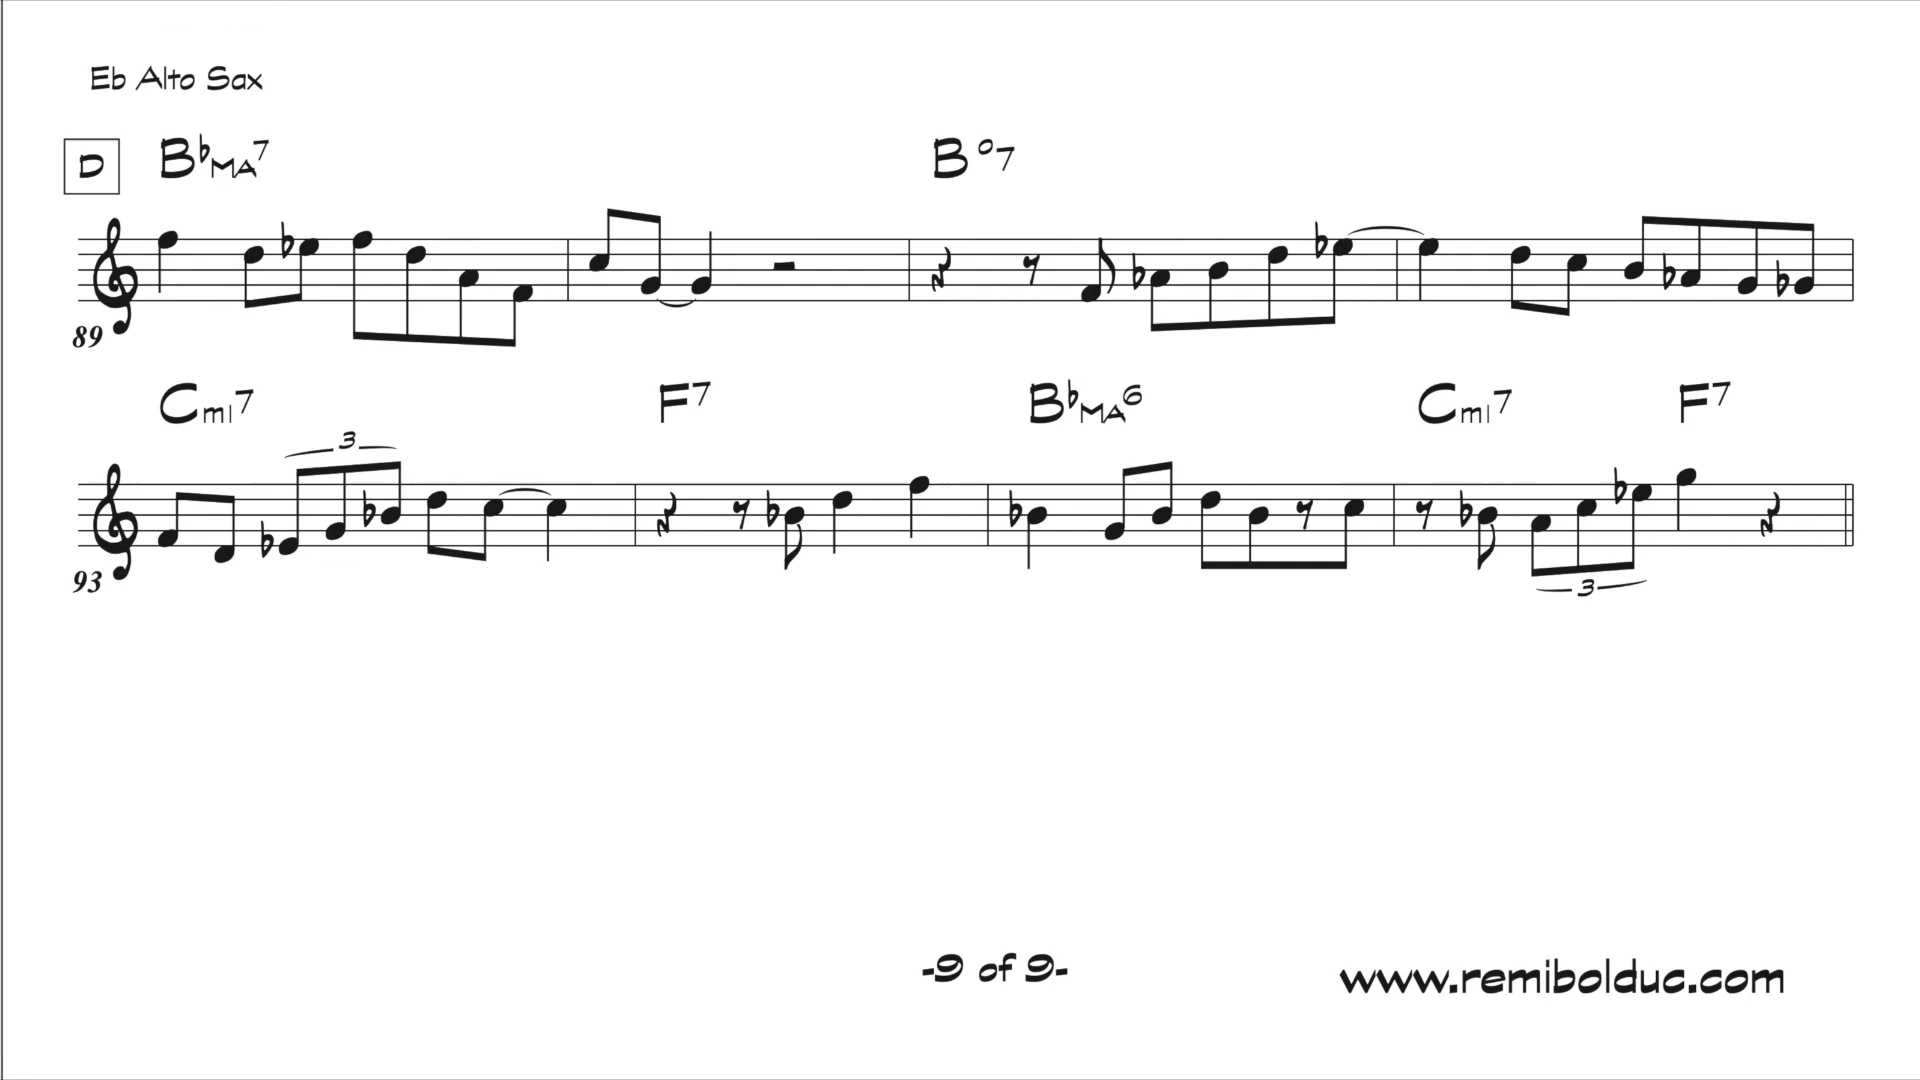 Eb Alto Sax
D B♭MA7 B°7
89
CmI7 F7 B♭MA6 CmI7 F7
3
93
3
-9 of 9-
www.remibolduc.com